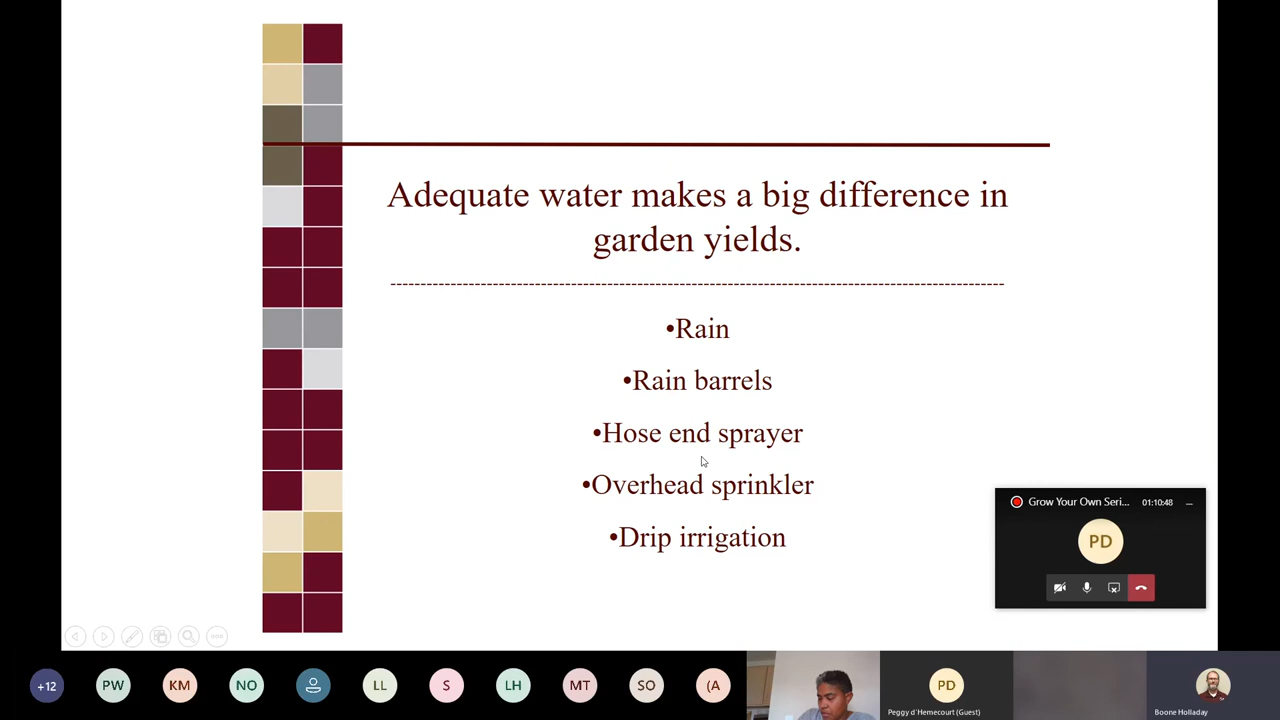 Adequate water makes a big difference in
garden yields.
--------------------------------------------------------------------------------------------------------
•Rain
•Rain barrels
•Hose end sprayer
•Overhead sprinkler
•Drip irrigation
Grow Your Own Seri... 01:10:48
PD
+12 PW KM NO LL S LH MT SO (A PD
Peggy d'Hemecourt (Guest)
Boone Holladay